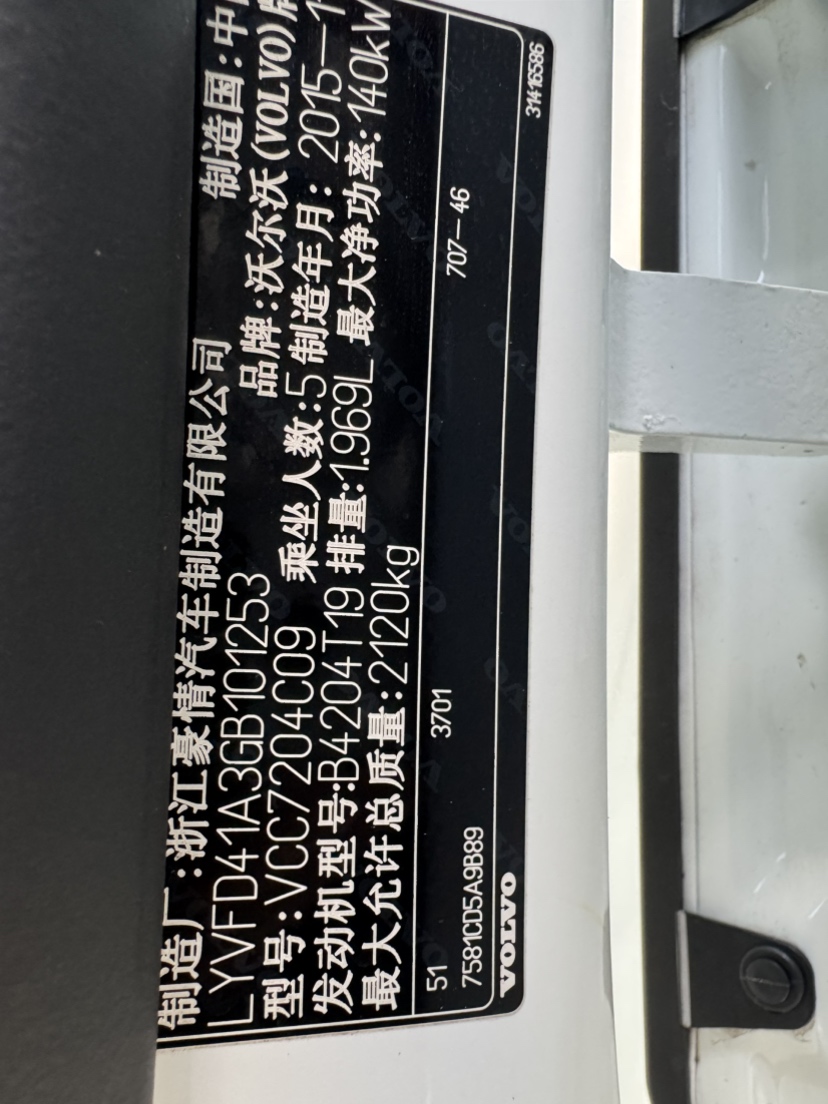 制造厂:浙江豪情汽车制造有限公司 制造国:中
LYVFD41A3GB101253 品牌:沃尔沃(VOLVO)牌
型号:VCC7204C09 乘坐人数:5 制造年月: 2015-1
发动机型号:B4204T19 排量:1.969L 最大净功率:140kW
最大允许总质量:2120kg
51 3701 707-46
7581CD5A9B89
VOLVO 31416586